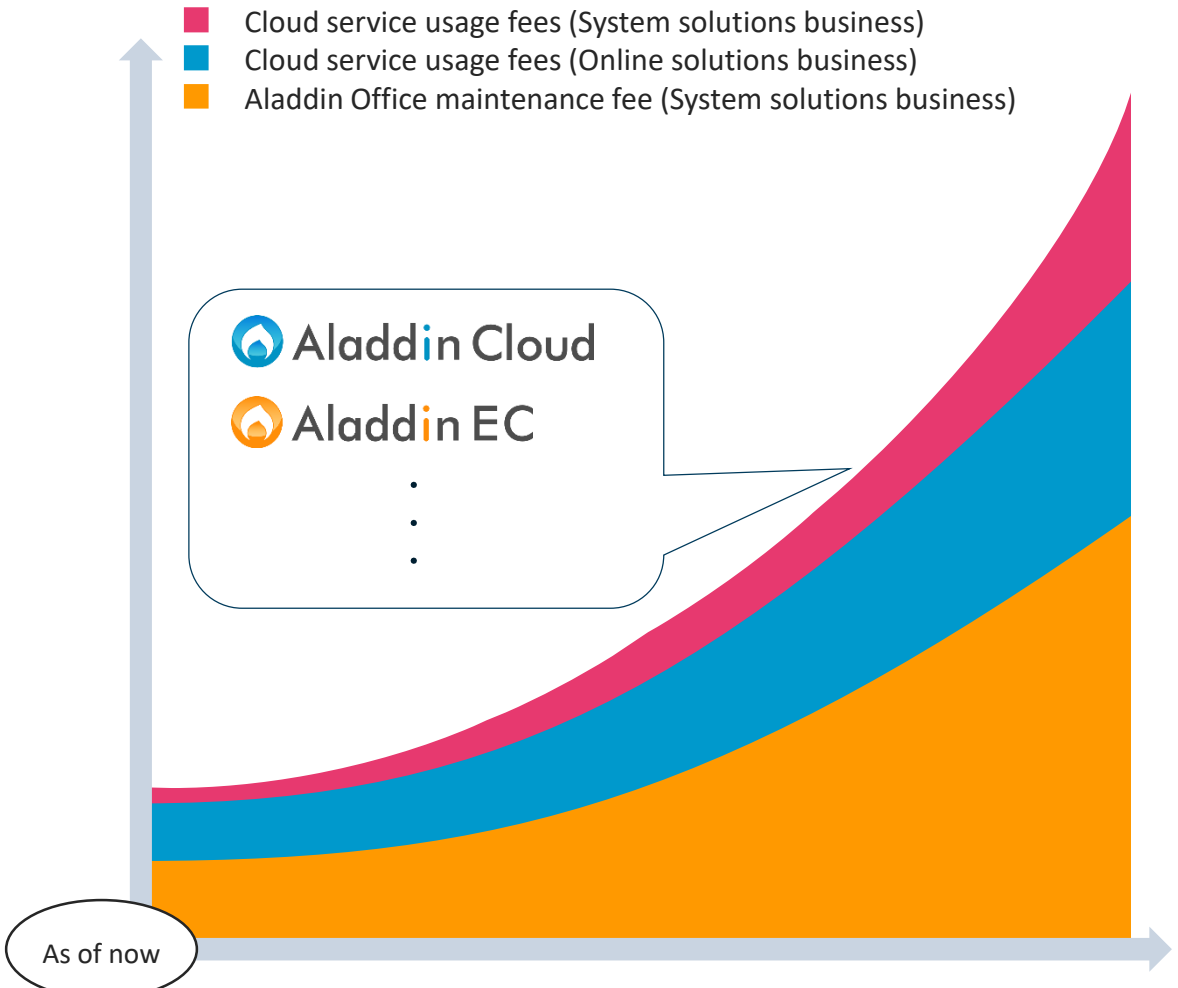 Cloud service usage fees (System solutions business)
Cloud service usage fees (Online solutions business)
Aladdin Office maintenance fee (System solutions business)
Aladdin Cloud
Aladdin EC
As of now